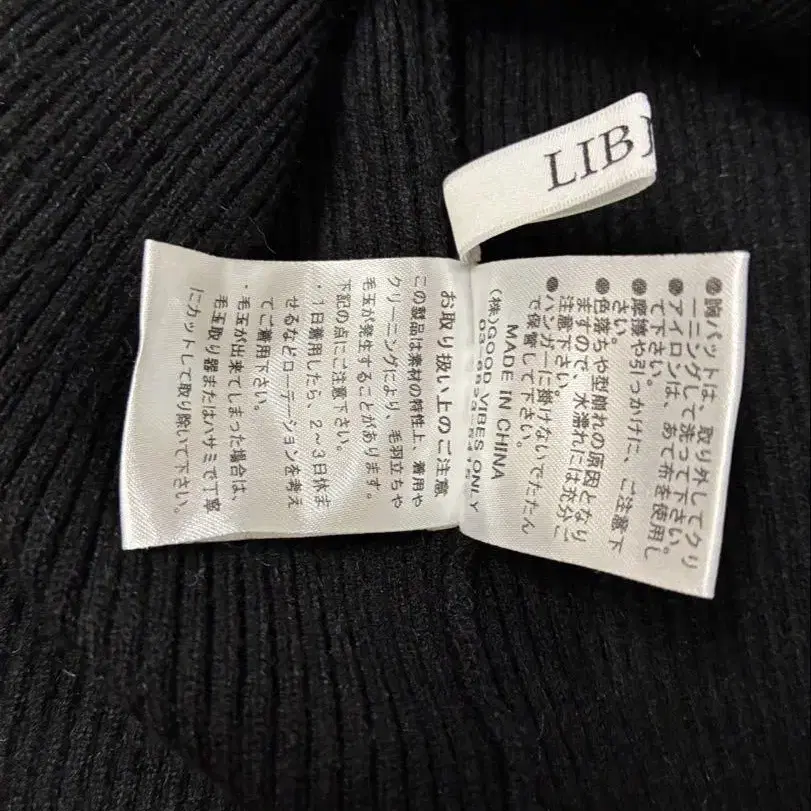 LIB
●胸パットは、取り外してクリ
ーニングして洗って下さい。
●アイロンは、あて布を使用し
て下さい。
●摩擦や引っかけに、ご注意下
さい。
●色落ちや型崩れの原因となり
ますので、水濡れには充分ご
注意下さい。
●ハンガーに掛けないでたたん
で保管して下さい。
MADE IN CHINA
(株)GOOD VIBES ONLY
お取り扱い上のご注意
この製品は素材の特性上、着用や
クリーニングにより、毛羽立ちや
毛玉が発生することがあります。
下記の点にご注意下さい。
・1日着用したら、2〜3日休ま
せるなどローテーションを考え
てご着用下さい。
・毛玉が出来てしまった場合は、
毛玉取り器またはハサミで丁寧
にカットして取り除いて下さい。